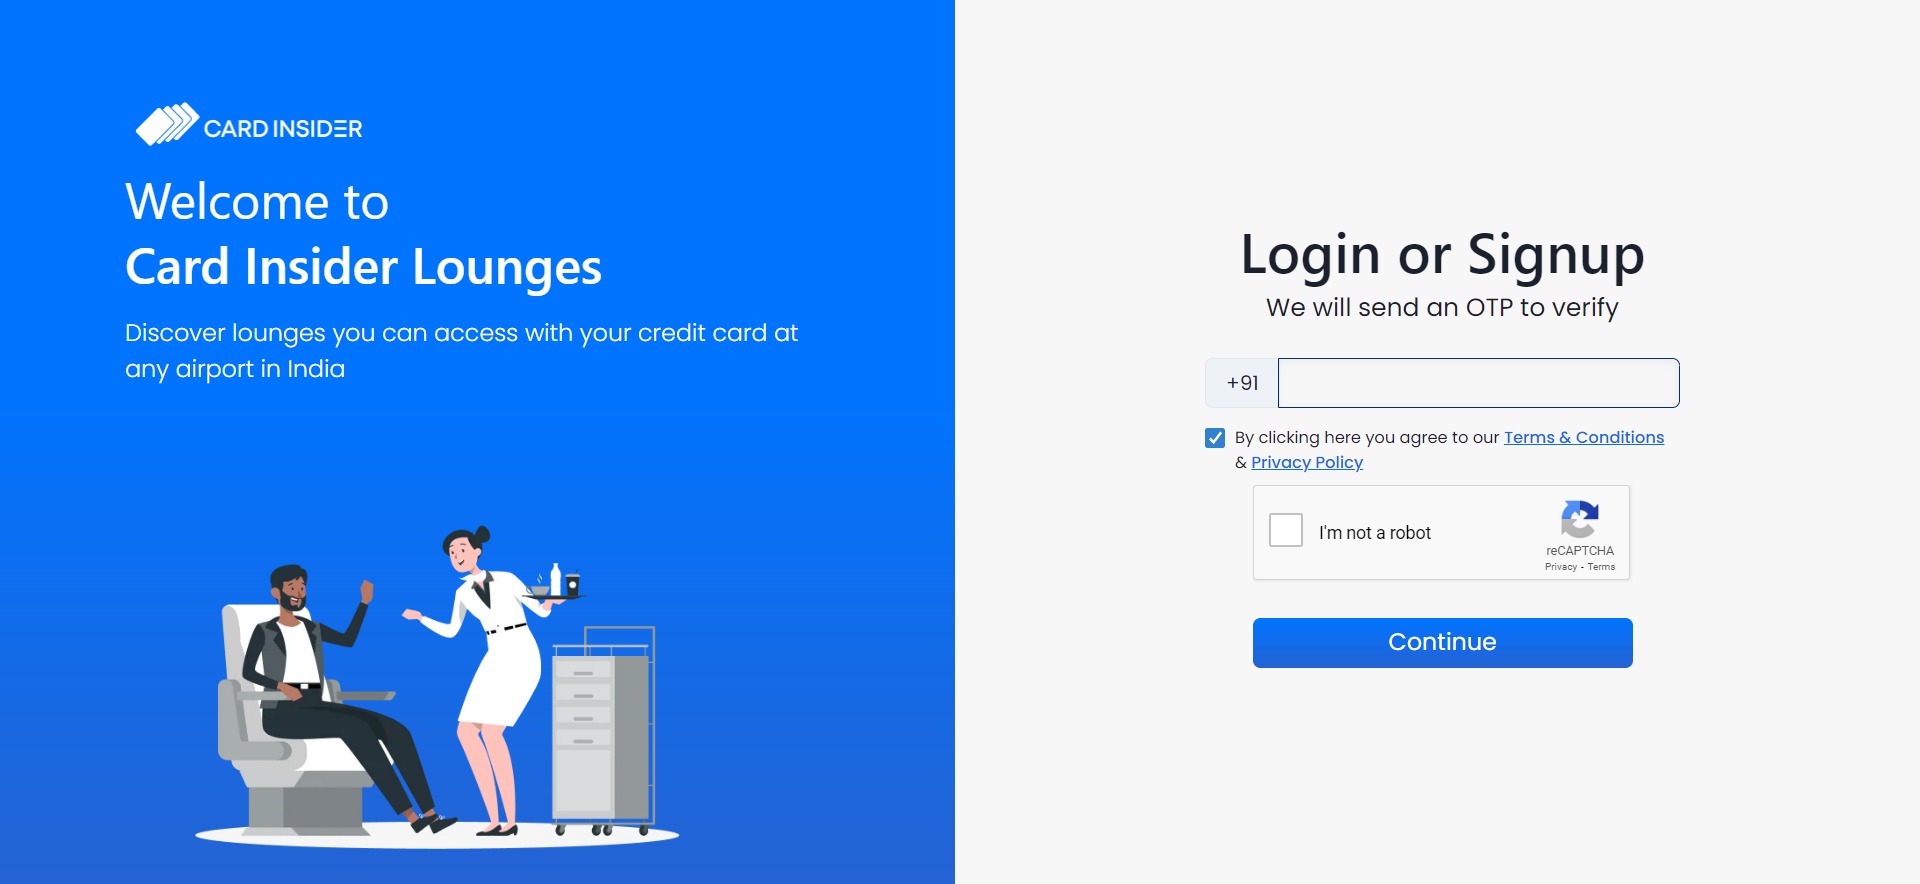 CARD INSIDER
Welcome to
Card Insider Lounges
Discover lounges you can access with your credit card at
any airport in India
Login or Signup
We will send an OTP to verify
+91
By clicking here you agree to our Terms & Conditions
& Privacy Policy
I'm not a robot
reCAPTCHA
Privacy - Terms
Continue